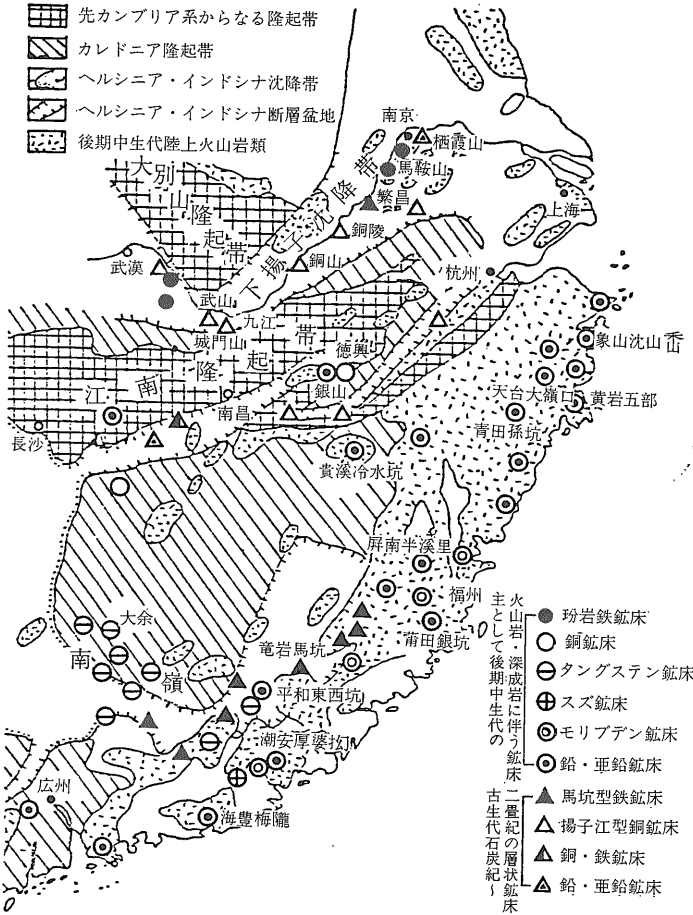 先カンブリア系からなる隆起帯
カレドニア隆起帯
ヘルシニア・インドシナ沈降帯
ヘルシニア・インドシナ断層盆地
後期中生代陸上火山岩類
大別山隆起帯
下揚子沈降帯
南京
栖霞山
馬鞍山
繁昌
上海
銅陵
銅山
武漢
杭州
武山
九江
城門山
江南隆起帯
徳興
銀山
象山沈山香
南昌
天台大嶺口
黄岩五部
長沙
青田孫坑
貴溪冷水坑
屏南半溪里
福州
大余
莆田銀坑
竜岩馬坑
南嶺
平和東西坑
潮安厚婆坳
広州
海豊梅隴
火山岩・深成岩に伴う鉱床
主として後期中生代の
玢岩鉄鉱床
銅鉱床
タングステン鉱床
スズ鉱床
モリブデン鉱床
鉛・亜鉛鉱床
二畳紀の層状鉱床
古生代石炭紀〜
馬坑型鉄鉱床
揚子江型銅鉱床
銅・鉄鉱床
鉛・亜鉛鉱床